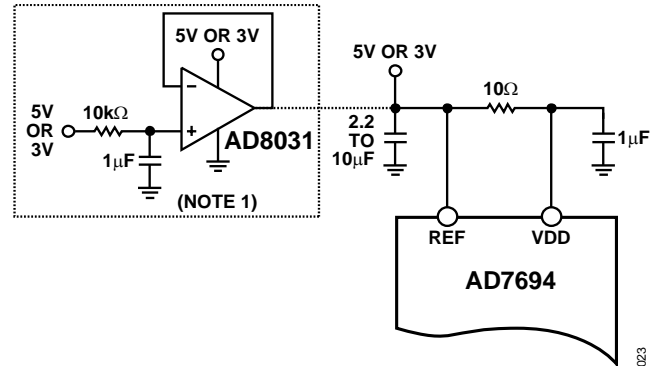 5V OR 3V
5V
OR
3V
10kΩ
1μF
–
+
AD8031
(NOTE 1)
5V OR 3V
2.2
TO
10μF
10Ω
1μF
REF
VDD
AD7694
023